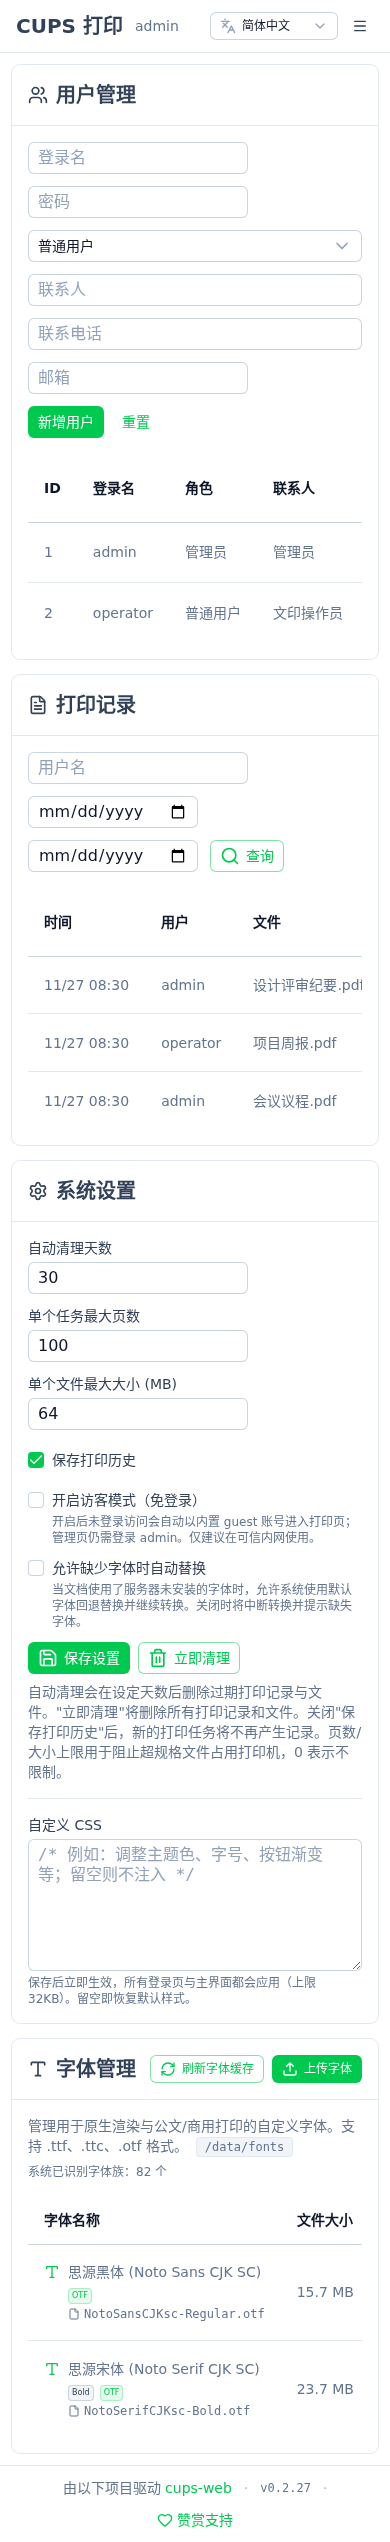 CUPS 打印 admin 简体中文
用户管理
登录名
密码
普通用户
联系人
联系电话
邮箱
新增用户 重置
ID 登录名 角色 联系人
1 admin 管理员 管理员
2 operator 普通用户 文印操作员
打印记录
用户名
mm/dd/yyyy
mm/dd/yyyy 查询
时间 用户 文件
11/27 08:30 admin 设计评审纪要.pdf
11/27 08:30 operator 项目周报.pdf
11/27 08:30 admin 会议议程.pdf
系统设置
自动清理天数
30
单个任务最大页数
100
单个文件最大大小 (MB)
64
保存打印历史
开启访客模式（免登录）
开启后未登录访问会自动以内置 guest 账号进入打印页；
管理页仍需登录 admin。仅建议在可信内网使用。
允许缺少字体时自动替换
当文档使用了服务器未安装的字体时，允许系统使用默认
字体回退替换并继续转换。关闭时将中断转换并提示缺失
字体。
保存设置 立即清理
自动清理会在设定天数后删除过期打印记录与文
件。"立即清理"将删除所有打印记录和文件。关闭"保
存打印历史"后，新的打印任务将不再产生记录。页数/
大小上限用于阻止超规格文件占用打印机，0 表示不
限制。
自定义 CSS
/* 例如：调整主题色、字号、按钮渐变
等；留空则不注入 */
保存后立即生效，所有登录页与主界面都会应用（上限
32KB）。留空即恢复默认样式。
字体管理 刷新字体缓存 上传字体
管理用于原生渲染与公文/商用打印的自定义字体。支
持 .ttf、.ttc、.otf 格式。 /data/fonts
系统已识别字体族：82 个
字体名称 文件大小
思源黑体 (Noto Sans CJK SC) 15.7 MB
OTF
NotoSansCJKsc-Regular.otf
思源宋体 (Noto Serif CJK SC) 23.7 MB
Bold OTF
NotoSerifCJKsc-Bold.otf
由以下项目驱动 cups-web · v0.2.27 ·
赞赏支持